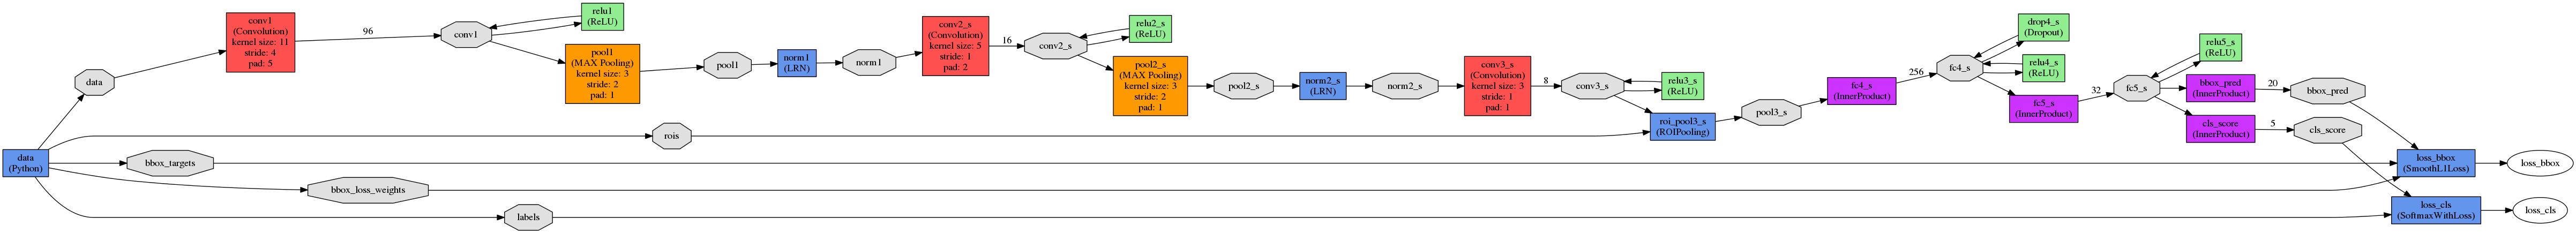 data
(Python)
data
conv1
(Convolution)
kernel size: 11
stride: 4
pad: 5
96
conv1
relu1
(ReLU)
pool1
(MAX Pooling)
kernel size: 3
stride: 2
pad: 1
pool1
norm1
(LRN)
norm1
conv2_s
(Convolution)
kernel size: 5
stride: 1
pad: 2
16
conv2_s
relu2_s
(ReLU)
pool2_s
(MAX Pooling)
kernel size: 3
stride: 2
pad: 1
pool2_s
norm2_s
(LRN)
norm2_s
conv3_s
(Convolution)
kernel size: 3
stride: 1
pad: 1
8
conv3_s
relu3_s
(ReLU)
rois
roi_pool3_s
(ROIPooling)
pool3_s
fc4_s
(InnerProduct)
256
fc4_s
drop4_s
(Dropout)
relu4_s
(ReLU)
fc5_s
(InnerProduct)
32
fc5_s
relu5_s
(ReLU)
bbox_pred
(InnerProduct)
20
bbox_pred
cls_score
(InnerProduct)
5
cls_score
bbox_targets
bbox_loss_weights
labels
loss_bbox
(SmoothL1Loss)
loss_bbox
loss_cls
(SoftmaxWithLoss)
loss_cls